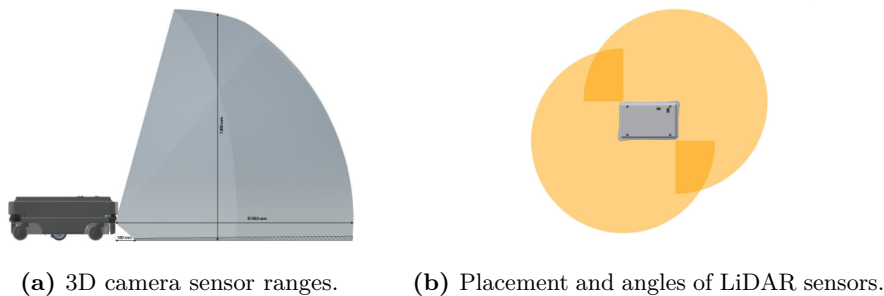 (a) 3D camera sensor ranges.
(b) Placement and angles of LiDAR sensors.